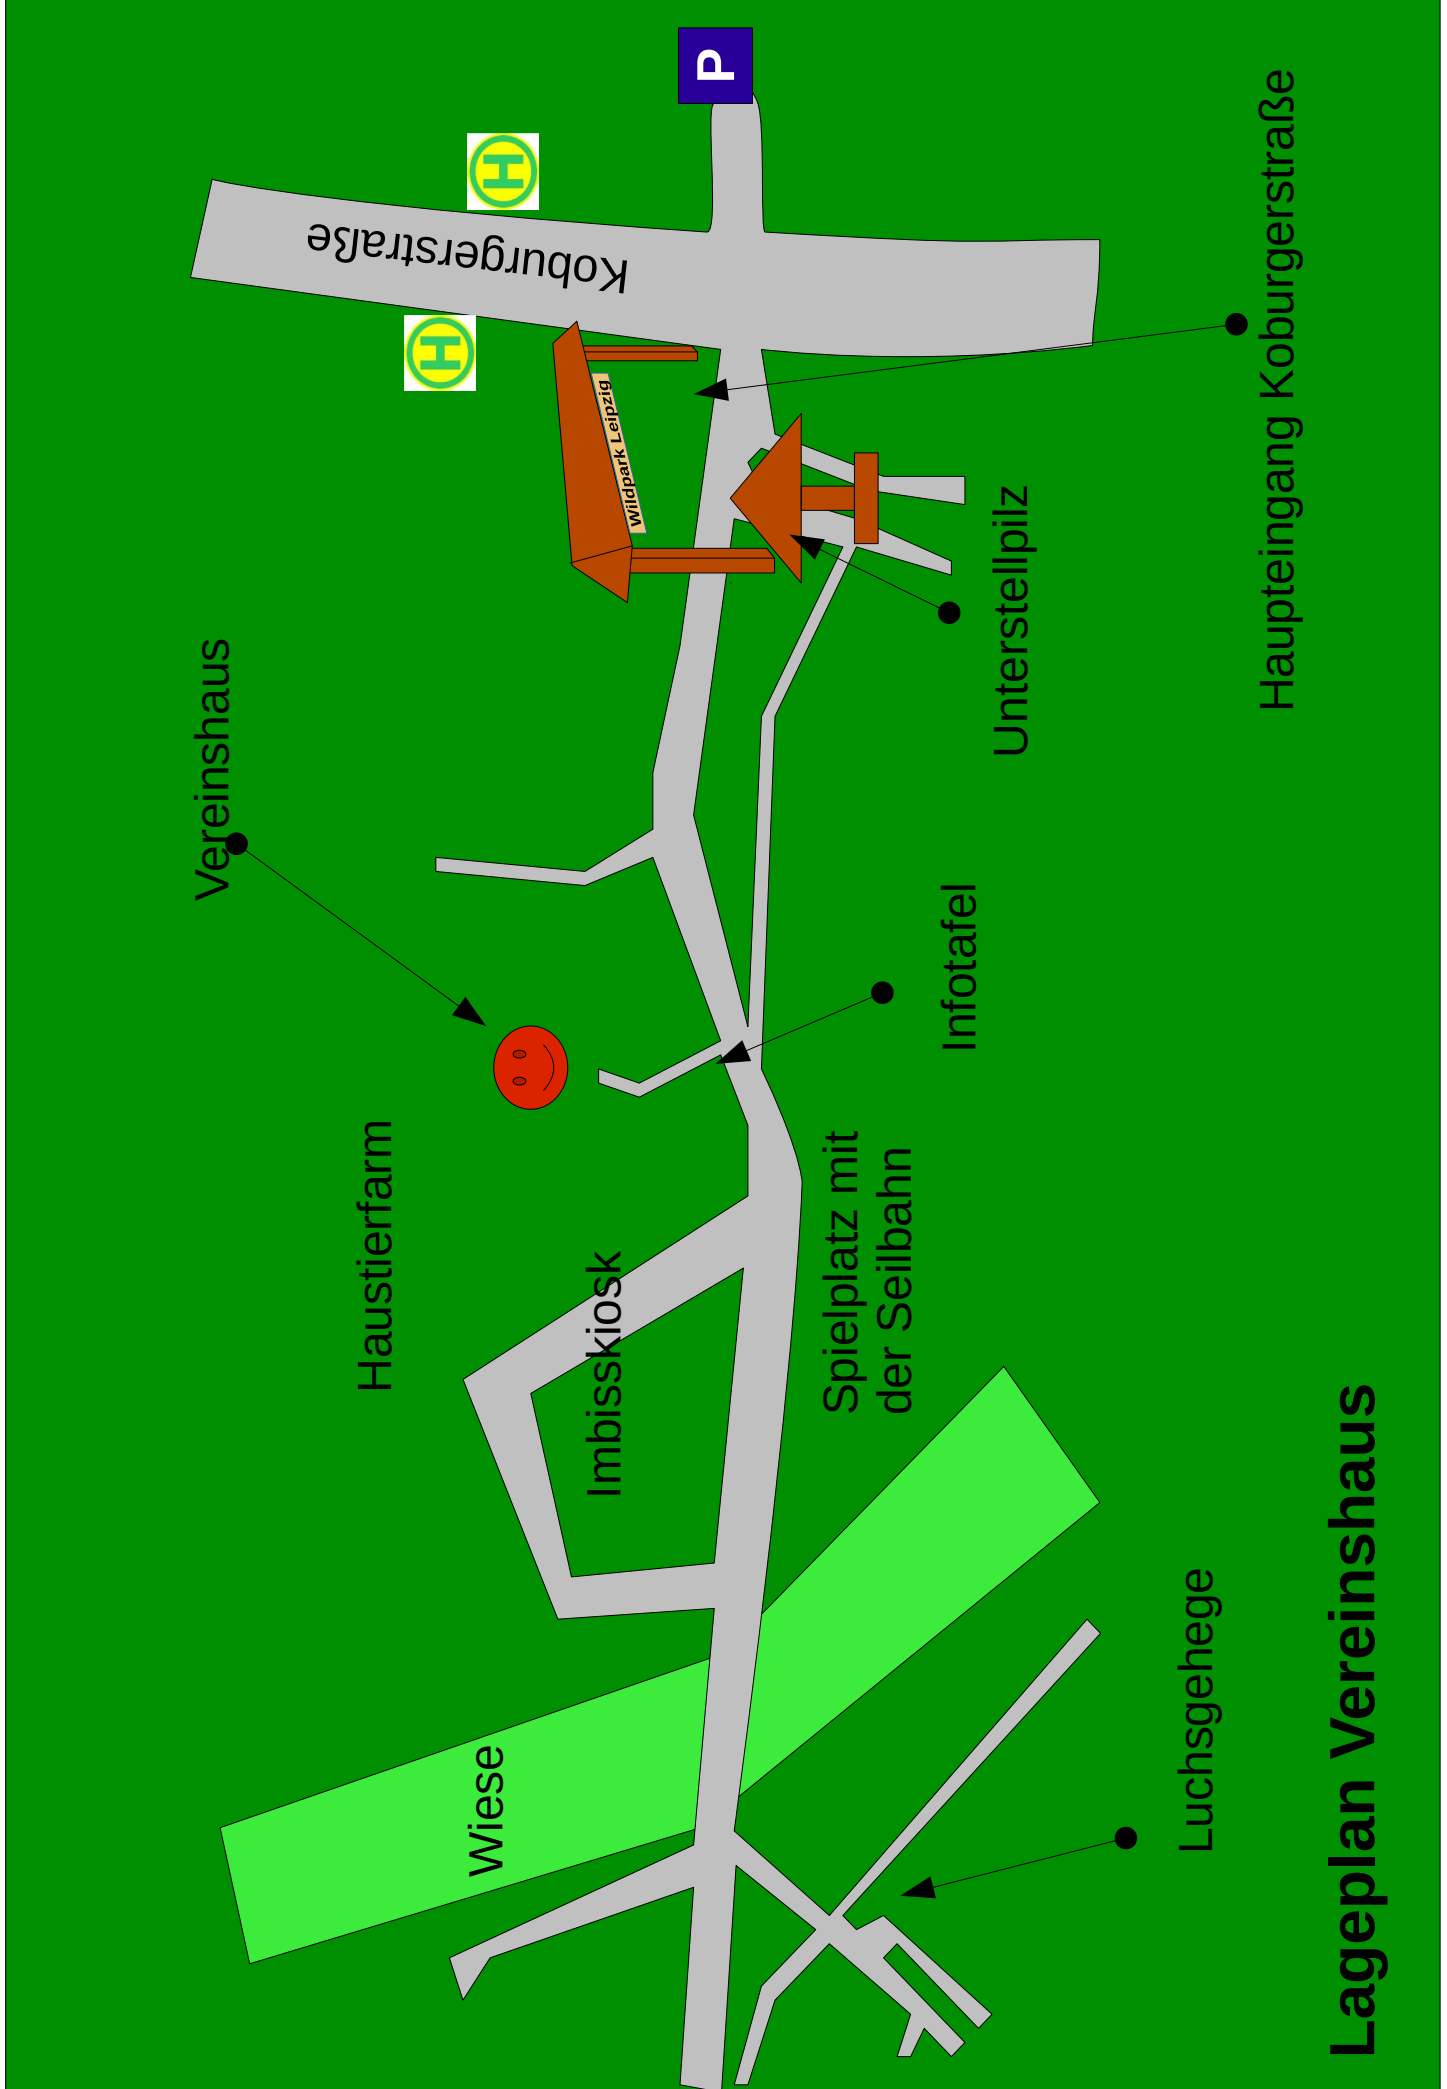 Wiese
Haustierfarm
Vereinshaus
H
H
Koburgerstraße
Imbisskiosk
Wildpark Leipzig
P
Spielplatz mit
der Seilbahn
Infotafel
Unterstellpilz
Luchsgehege
Haupteingang Koburgerstraße
Lageplan Vereinshaus